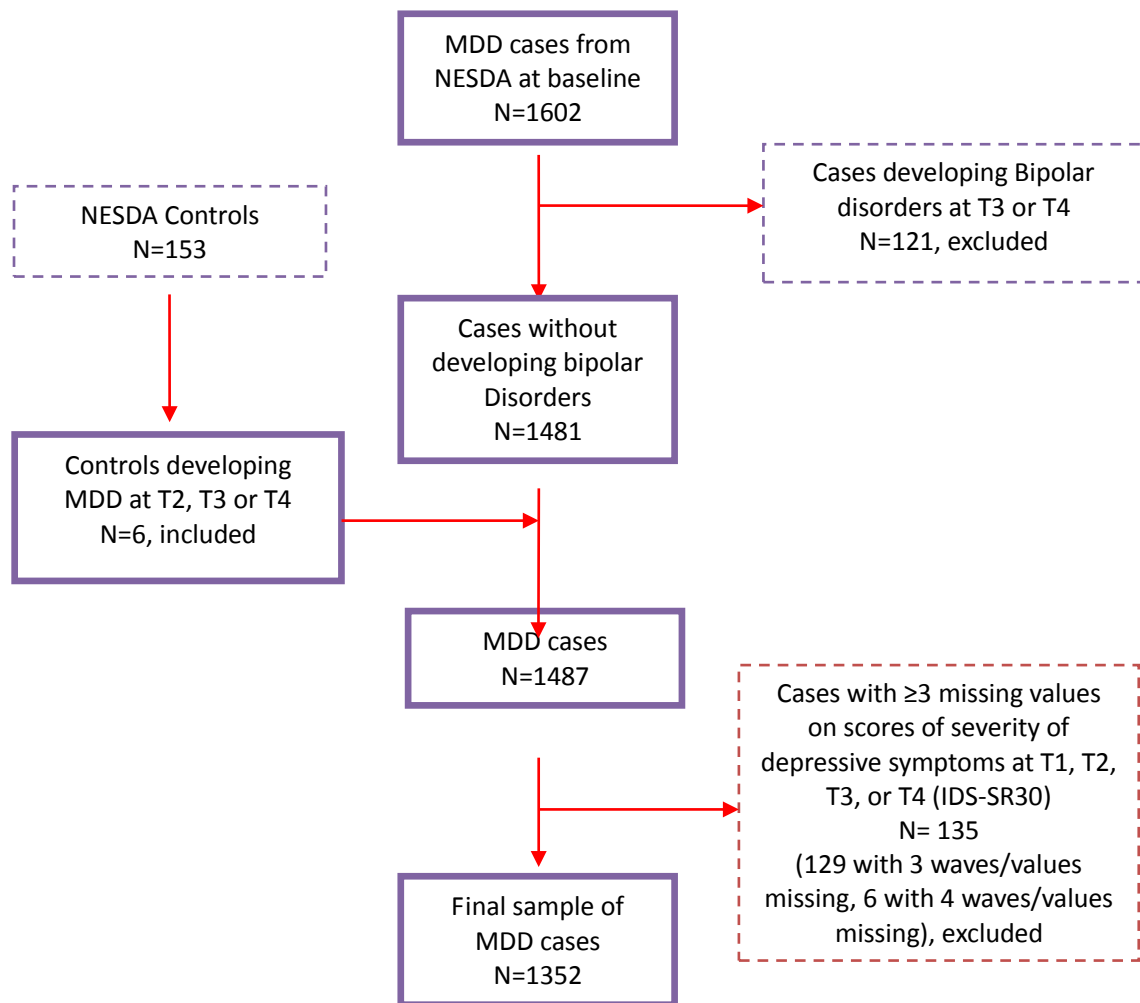 MDD cases from
NESDA at baseline
N=1602
Cases developing Bipolar
disorders at T3 or T4
N=121, excluded
NESDA Controls
N=153
Cases without
developing bipolar
Disorders
N=1481
Controls developing
MDD at T2, T3 or T4
N=6, included
MDD cases
N=1487
Cases with ≥3 missing values
on scores of severity of
depressive symptoms at T1, T2,
T3, or T4 (IDS-SR30)
N= 135
(129 with 3 waves/values
missing, 6 with 4 waves/values
missing), excluded
Final sample of
MDD cases
N=1352